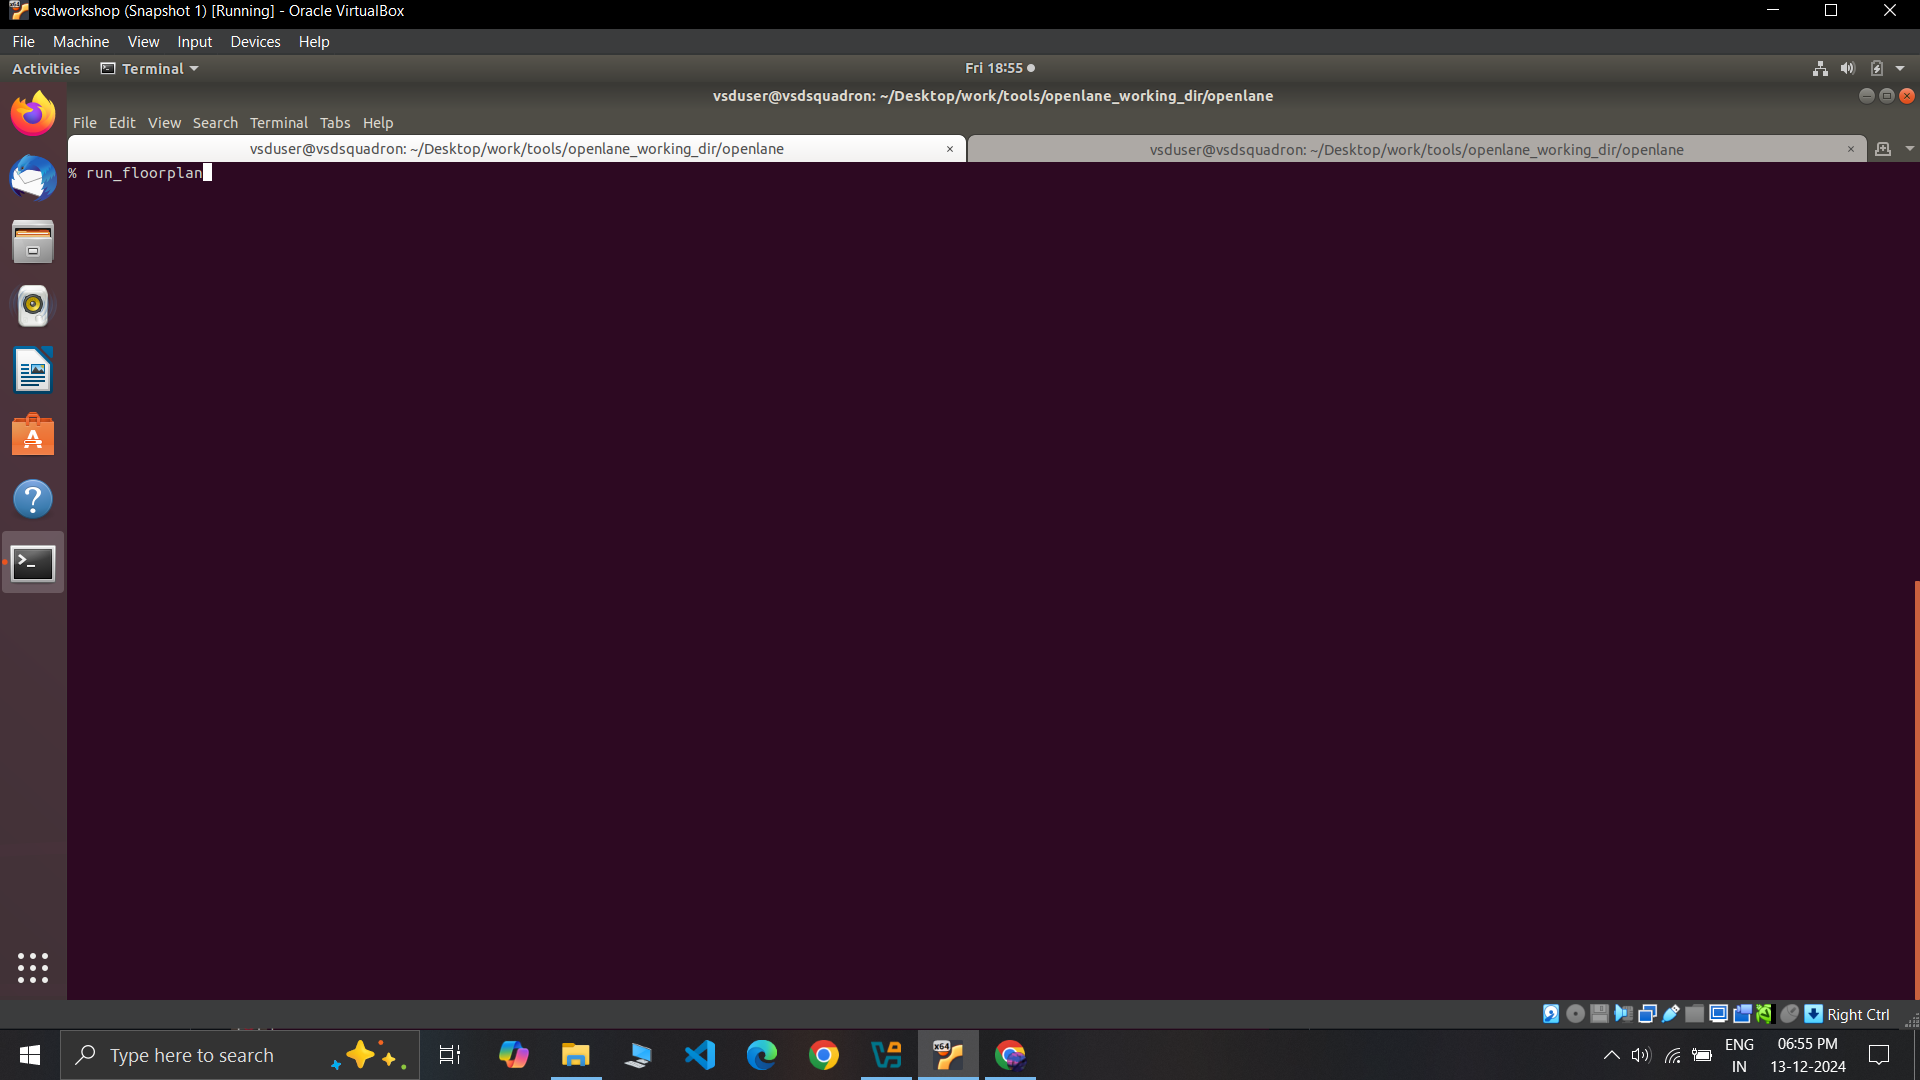 vsdworkshop (Snapshot 1) [Running] - Oracle VirtualBox
File Machine View Input Devices Help
Activities Terminal Fri 18:55
vsduser@vsdsquadron: ~/Desktop/work/tools/openlane_working_dir/openlane
File Edit View Search Terminal Tabs Help
vsduser@vsdsquadron: ~/Desktop/work/tools/openlane_working_dir/openlane × vsduser@vsdsquadron: ~/Desktop/work/tools/openlane_working_dir/openlane ×
% run_floorplan
Right Ctrl
Type here to search
ENG
IN
06:55 PM
13-12-2024